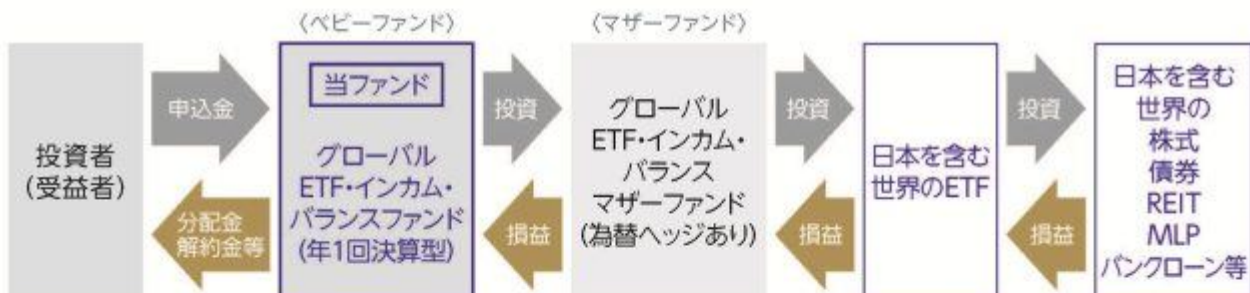 〈ベビーファンド〉
〈マザーファンド〉
投資者
(受益者)
申込金
分配金
解約金等
当ファンド
グローバル
ETF・インカム・
バランスファンド
(年1回決算型)
投資
損益
グローバル
ETF・インカム・
バランス
マザーファンド
(為替ヘッジあり)
投資
損益
日本を含む
世界のETF
投資
損益
日本を含む
世界の
株式
債券
REIT
MLP
バンクローン等